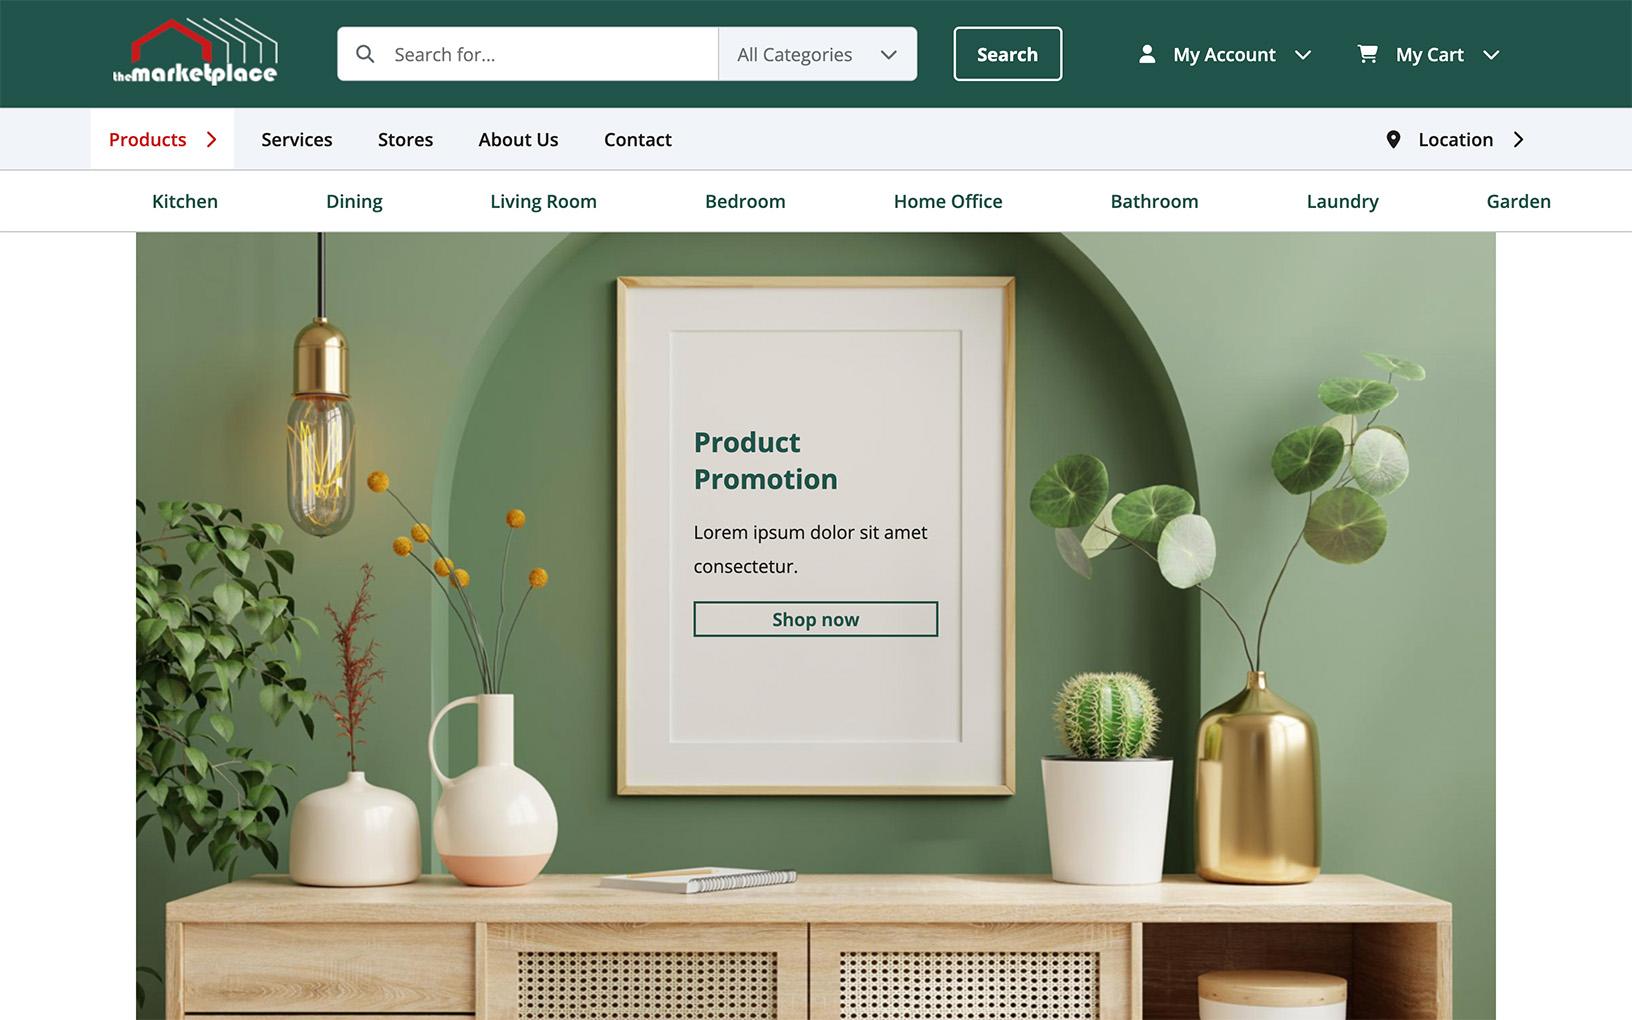 themarketplace
Search for...
All Categories
Search
My Account
My Cart
Products
Services
Stores
About Us
Contact
Location
Kitchen
Dining
Living Room
Bedroom
Home Office
Bathroom
Laundry
Garden
Product
Promotion
Lorem ipsum dolor sit amet
consectetur.
Shop now